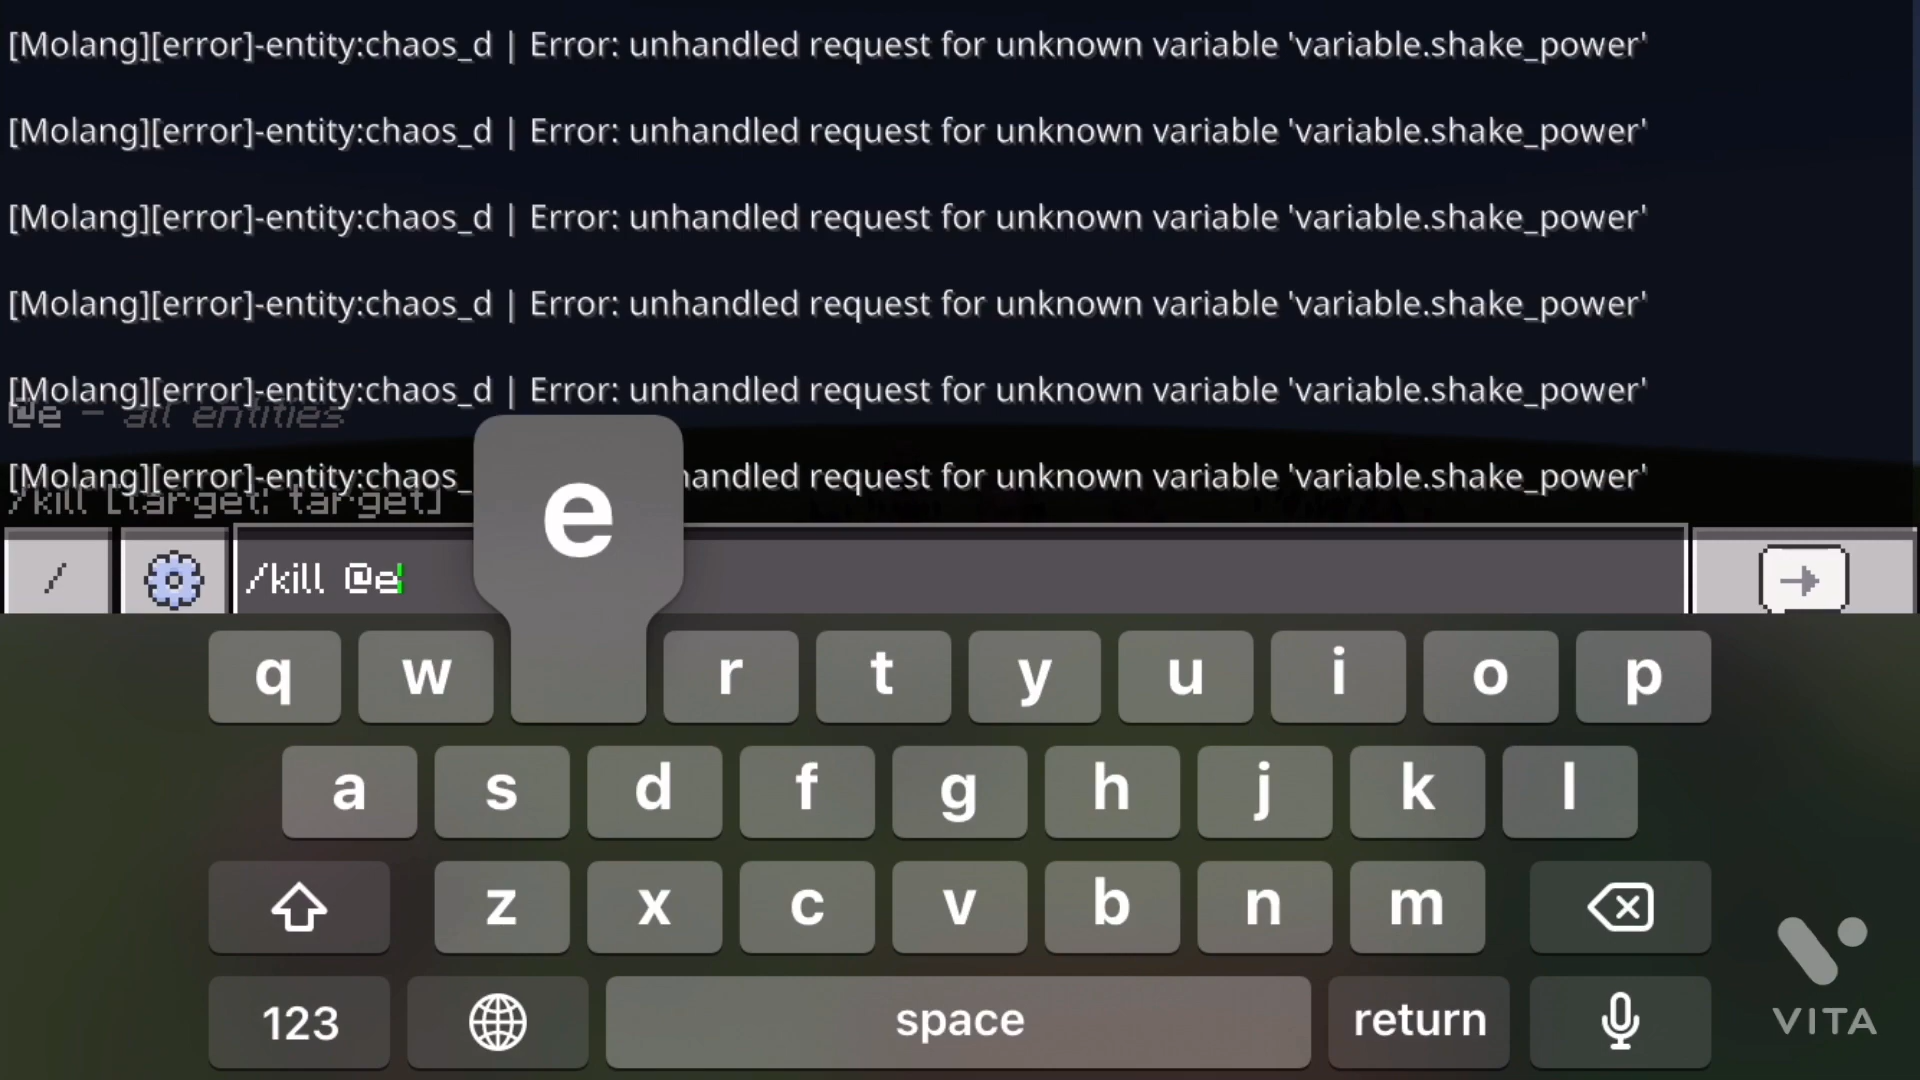 [Molang][error]-entity:chaos_d | Error: unhandled request for unknown variable 'variable.shake_power'
[Molang][error]-entity:chaos_d | Error: unhandled request for unknown variable 'variable.shake_power'
[Molang][error]-entity:chaos_d | Error: unhandled request for unknown variable 'variable.shake_power'
[Molang][error]-entity:chaos_d | Error: unhandled request for unknown variable 'variable.shake_power'
[Molang][error]-entity:chaos_d | Error: unhandled request for unknown variable 'variable.shake_power'
@e - all entities
[Molang][error]-entity:chaos_ handled request for unknown variable 'variable.shake_power'
/kill [target: target]
e
/ /kill @e
q w r t y u i o p
a s d f g h j k l
z x c v b n m
123 space return
VITA